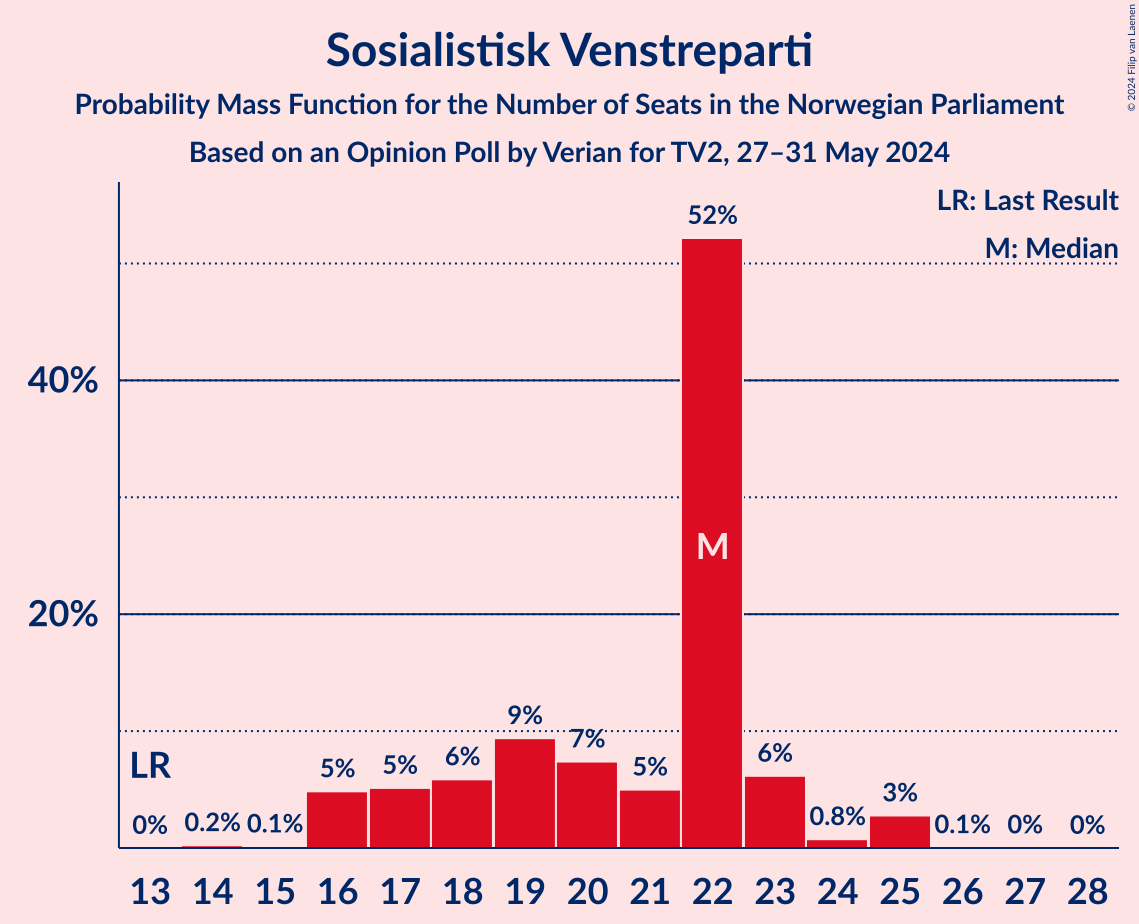 Sosialistisk Venstreparti
Probability Mass Function for the Number of Seats in the Norwegian Parliament
Based on an Opinion Poll by Verian for TV2, 27–31 May 2024
© 2024 Filip van Laenen
LR: Last Result
M: Median
52%
40%
M
20%
9%
7%
LR
5%
5%
6%
5%
6%
3%
0%
0.2%
0.1%
0.8%
0.1%
0%
0%
13 14 15 16 17 18 19 20 21 22 23 24 25 26 27 28